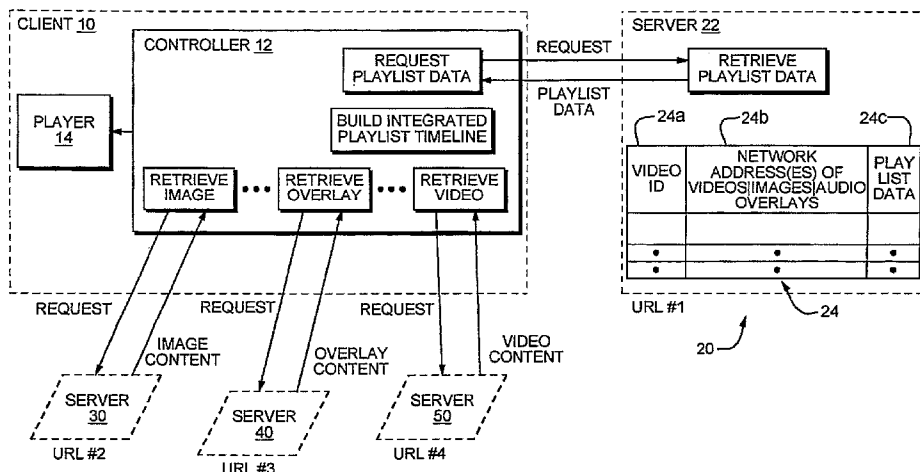 CLIENT 10
CONTROLLER 12
REQUEST
PLAYLIST DATA
BUILD INTEGRATED
PLAYLIST TIMELINE
PLAYER
14
RETRIEVE
IMAGE
RETRIEVE
OVERLAY
RETRIEVE
VIDEO
REQUEST
PLAYLIST
DATA
SERVER 22
RETRIEVE
PLAYLIST DATA
24a
24b
24c
VIDEO
ID
NETWORK
ADDRESS(ES) OF
VIDEOS|IMAGES|AUDIO
OVERLAYS
PLAY
LIST
DATA
URL #1
24
20
REQUEST
IMAGE
CONTENT
REQUEST
OVERLAY
CONTENT
REQUEST
VIDEO
CONTENT
SERVER
30
URL #2
SERVER
40
URL #3
SERVER
50
URL #4